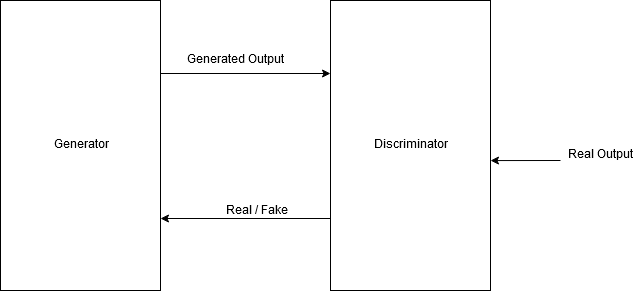 Generated Output
Generator
Discriminator
Real Output
Real / Fake